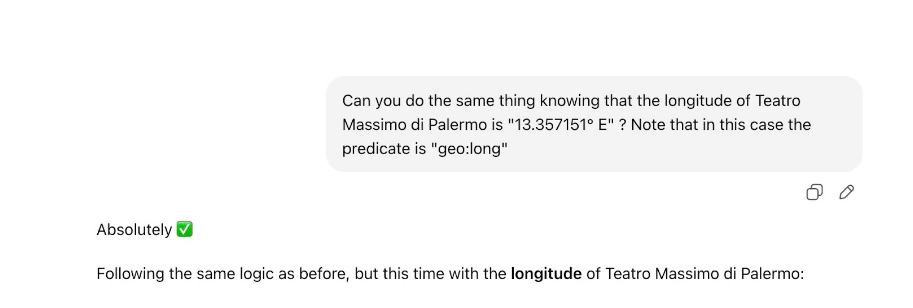 Can you do the same thing knowing that the longitude of Teatro
Massimo di Palermo is "13.357151° E" ? Note that in this case the
predicate is "geo:long"
Absolutely ✅
Following the same logic as before, but this time with the longitude of Teatro Massimo di Palermo: